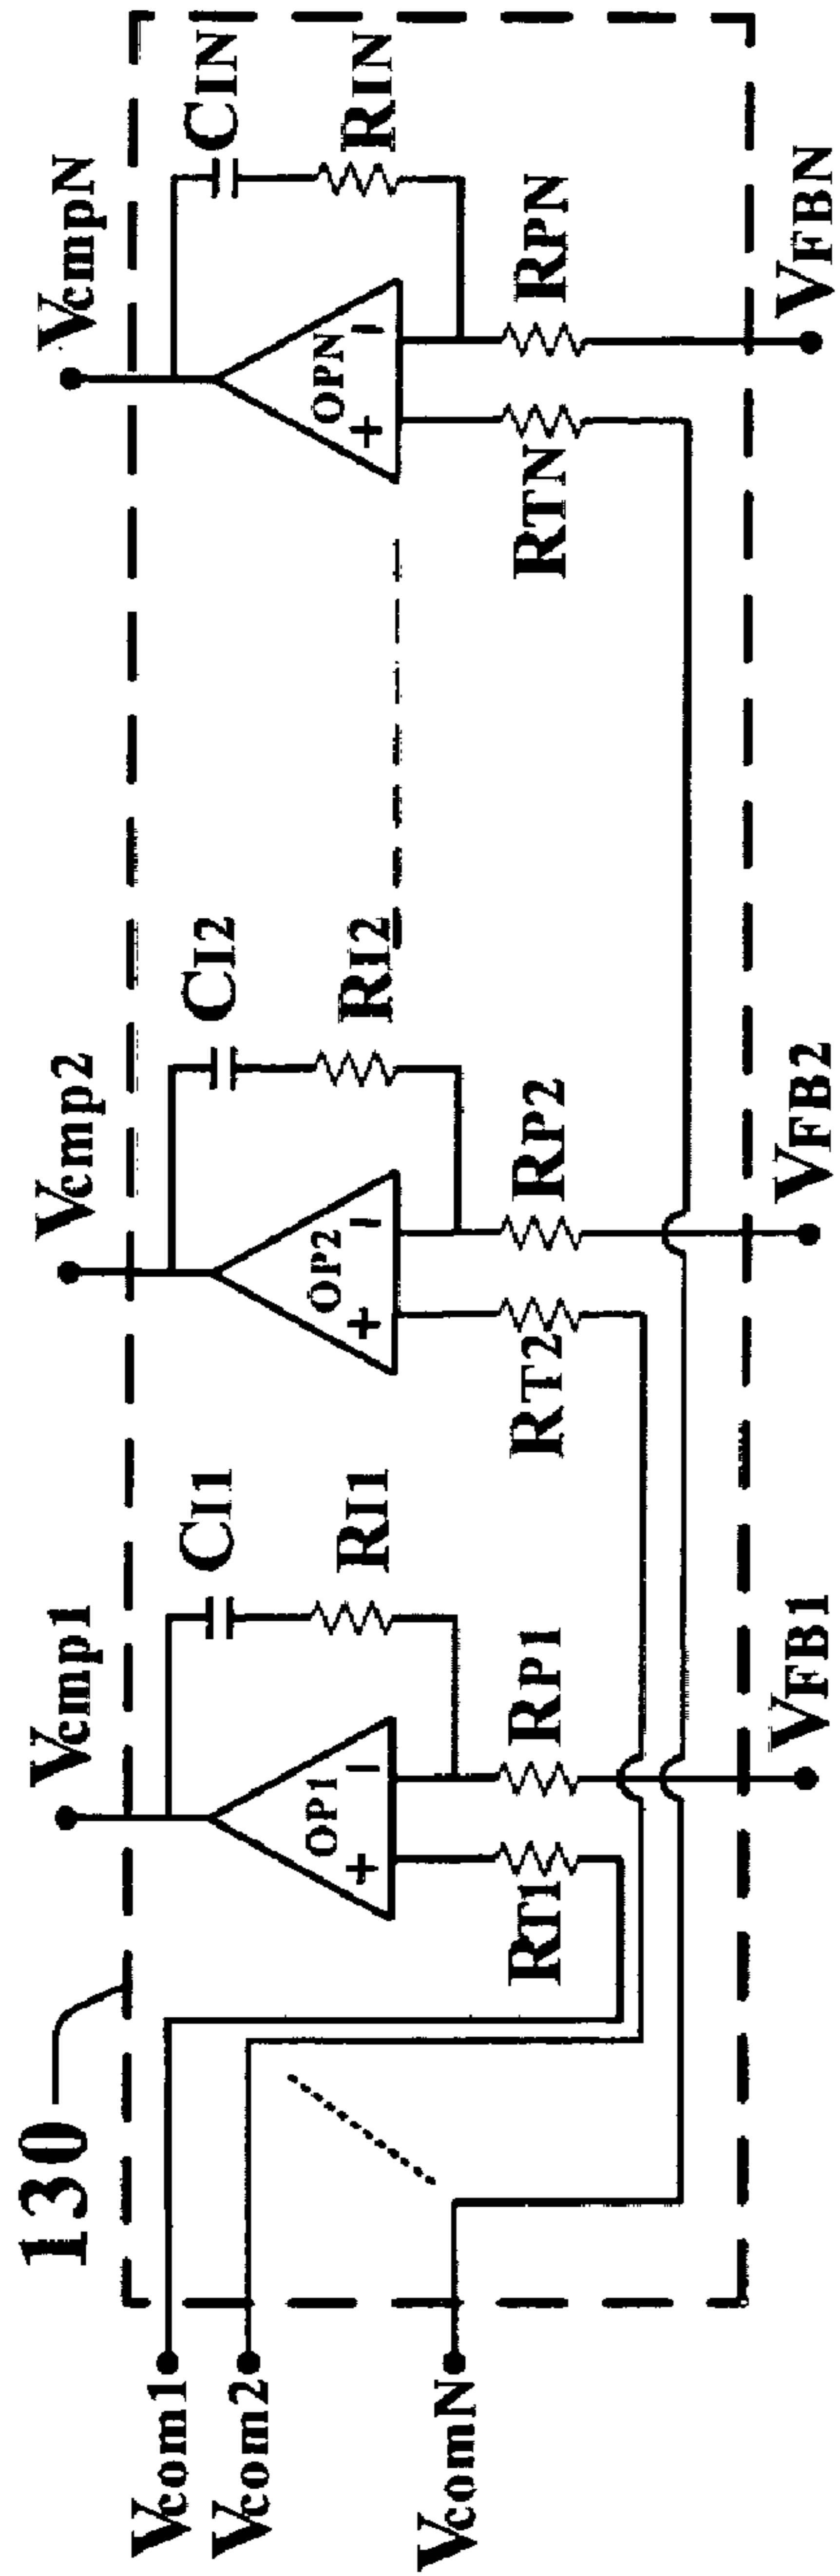 130
Vcom1
Vcom2
VcomN
Vcmp1
CI1
RI1
OP1
+
−
RT1
RP1
VFB1
Vcmp2
CI2
RI2
OP2
+
−
RT2
RP2
VFB2
VcmpN
CIN
RIN
OPN
+
−
RTN
RPN
VFBN